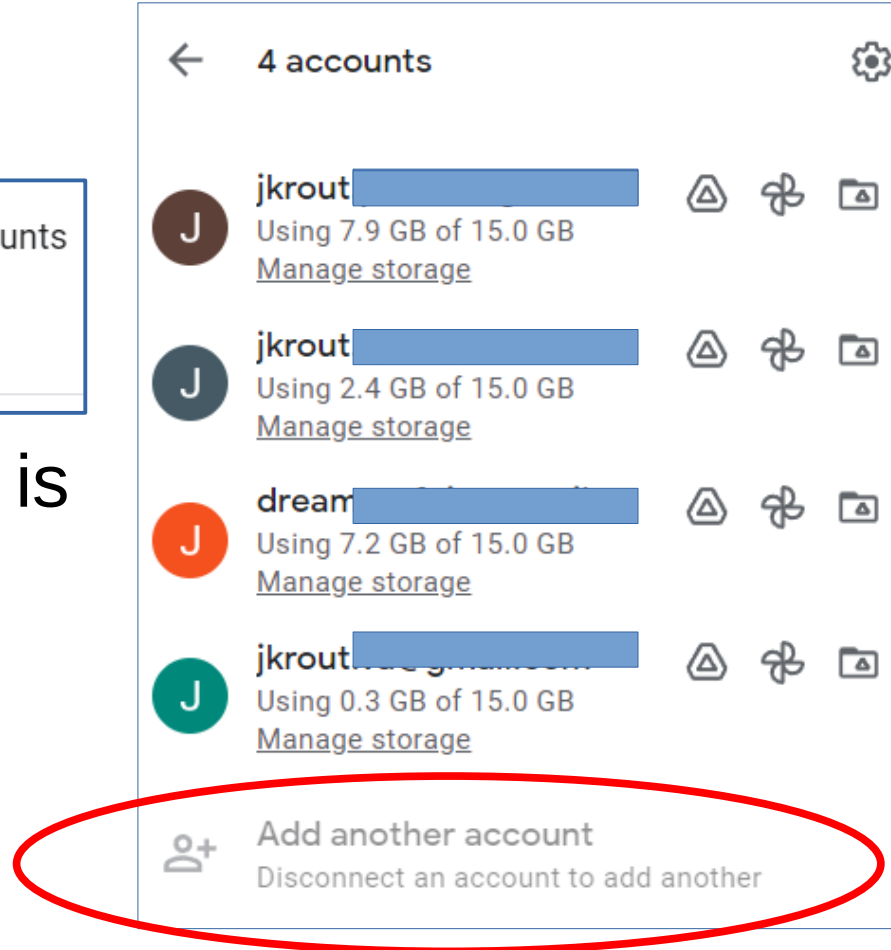 4 accounts
unts
is
J
jkrout
Using 7.9 GB of 15.0 GB
Manage storage
J
jkrout
Using 2.4 GB of 15.0 GB
Manage storage
J
dream
Using 7.2 GB of 15.0 GB
Manage storage
J
jkrout
Using 0.3 GB of 15.0 GB
Manage storage
Add another account
Disconnect an account to add another